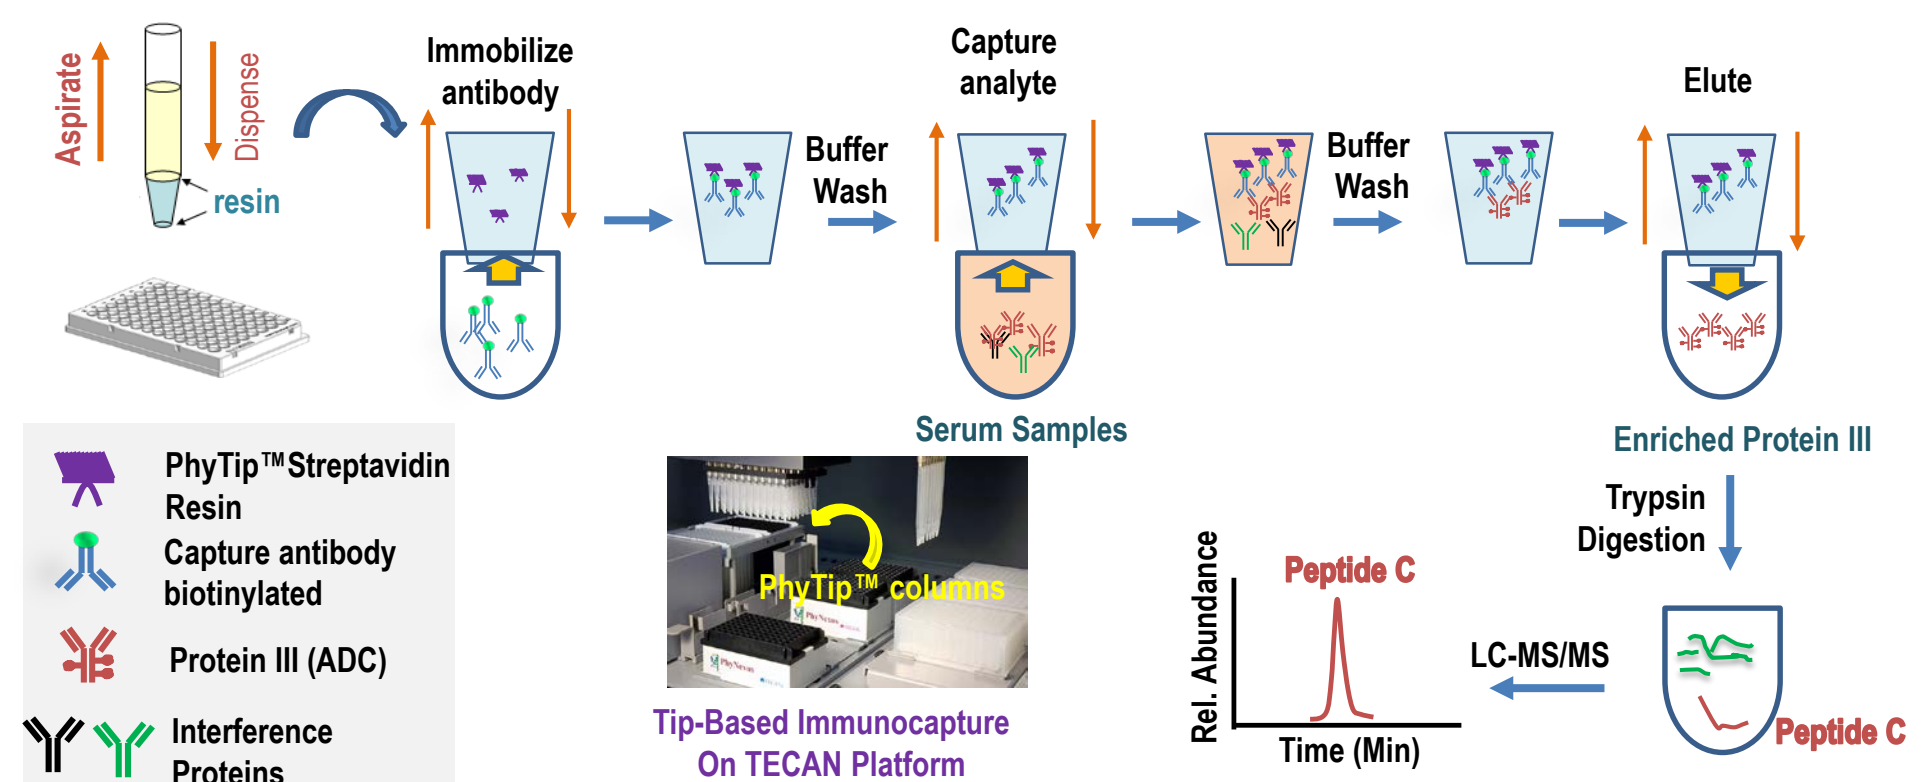 Aspirate
Dispense
resin
Immobilize
antibody
Buffer
Wash
Capture
analyte
Buffer
Wash
Elute
Serum Samples
Enriched Protein III
PhyTip™Streptavidin
Resin
Capture antibody
biotinylated
Protein III (ADC)
Interference
Proteins
PhyTip™ columns
PhyNexus
PhyNexus
Tip-Based Immunocapture
On TECAN Platform
Trypsin
Digestion
LC-MS/MS
Peptide C
Peptide C
Rel. Abundance
Time (Min)